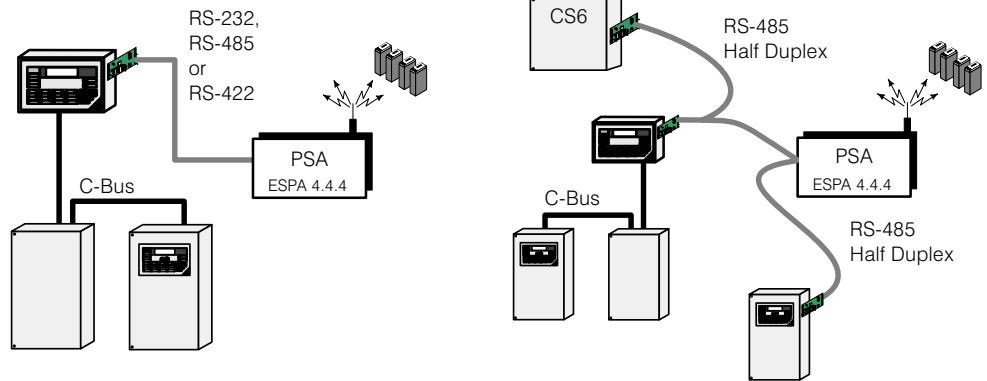 RS-232,
RS-485
or
RS-422
PSA
ESPA 4.4.4
C-Bus
CS6
RS-485
Half Duplex
PSA
ESPA 4.4.4
C-Bus
RS-485
Half Duplex